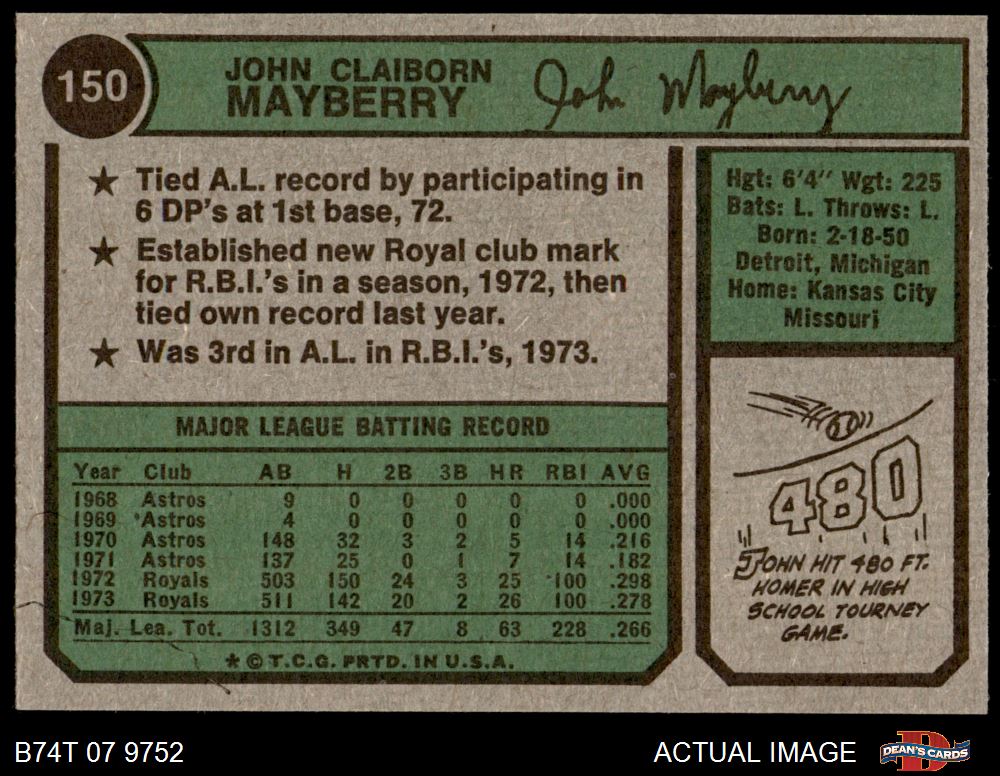 150
JOHN CLAIBORN
MAYBERRY
John Mayberry
★ Tied A.L. record by participating in
6 DP's at 1st base, 72.
★ Established new Royal club mark
for R.B.I.'s in a season, 1972, then
tied own record last year.
★ Was 3rd in A.L. in R.B.I.'s, 1973.
Hgt: 6'4" Wgt: 225
Bats: L. Throws: L.
Born: 2-18-50
Detroit, Michigan
Home: Kansas City
Missouri
MAJOR LEAGUE BATTING RECORD
Year Club AB H 2B 3B HR RBI AVG
1968 Astros 9 0 0 0 0 0 .000
1969 Astros 4 0 0 0 0 0 .000
1970 Astros 148 32 3 2 5 14 .216
1971 Astros 137 25 0 1 7 14 .182
1972 Royals 503 150 24 3 25 100 .298
1973 Royals 511 142 20 2 26 100 .278
Maj. Lea. Tot. 1312 349 47 8 63 228 .266
★ © T.C.G. PRTD. IN U.S.A.
480
JOHN HIT 480 FT.
HOMER IN HIGH
SCHOOL TOURNEY
GAME.
B74T 07 9752
ACTUAL IMAGE
D
DEAN'S CARDS